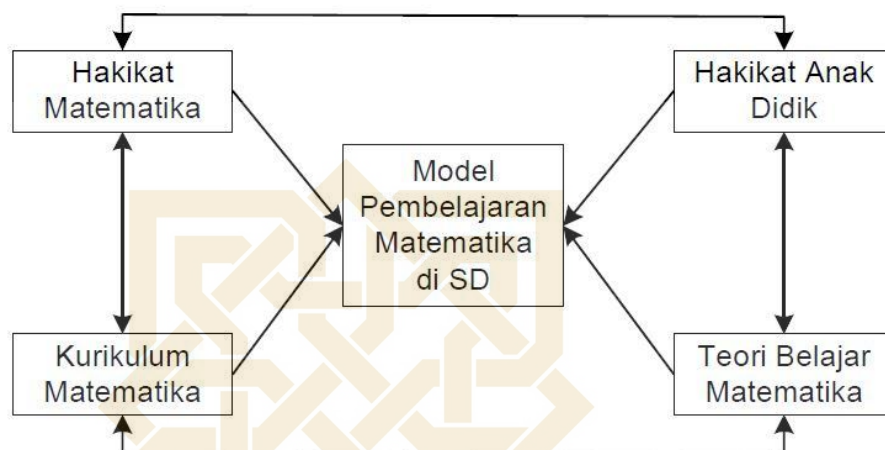 Hakikat
Matematika
Hakikat Anak
Didik
Model
Pembelajaran
Matematika
di SD
Kurikulum
Matematika
Teori Belajar
Matematika